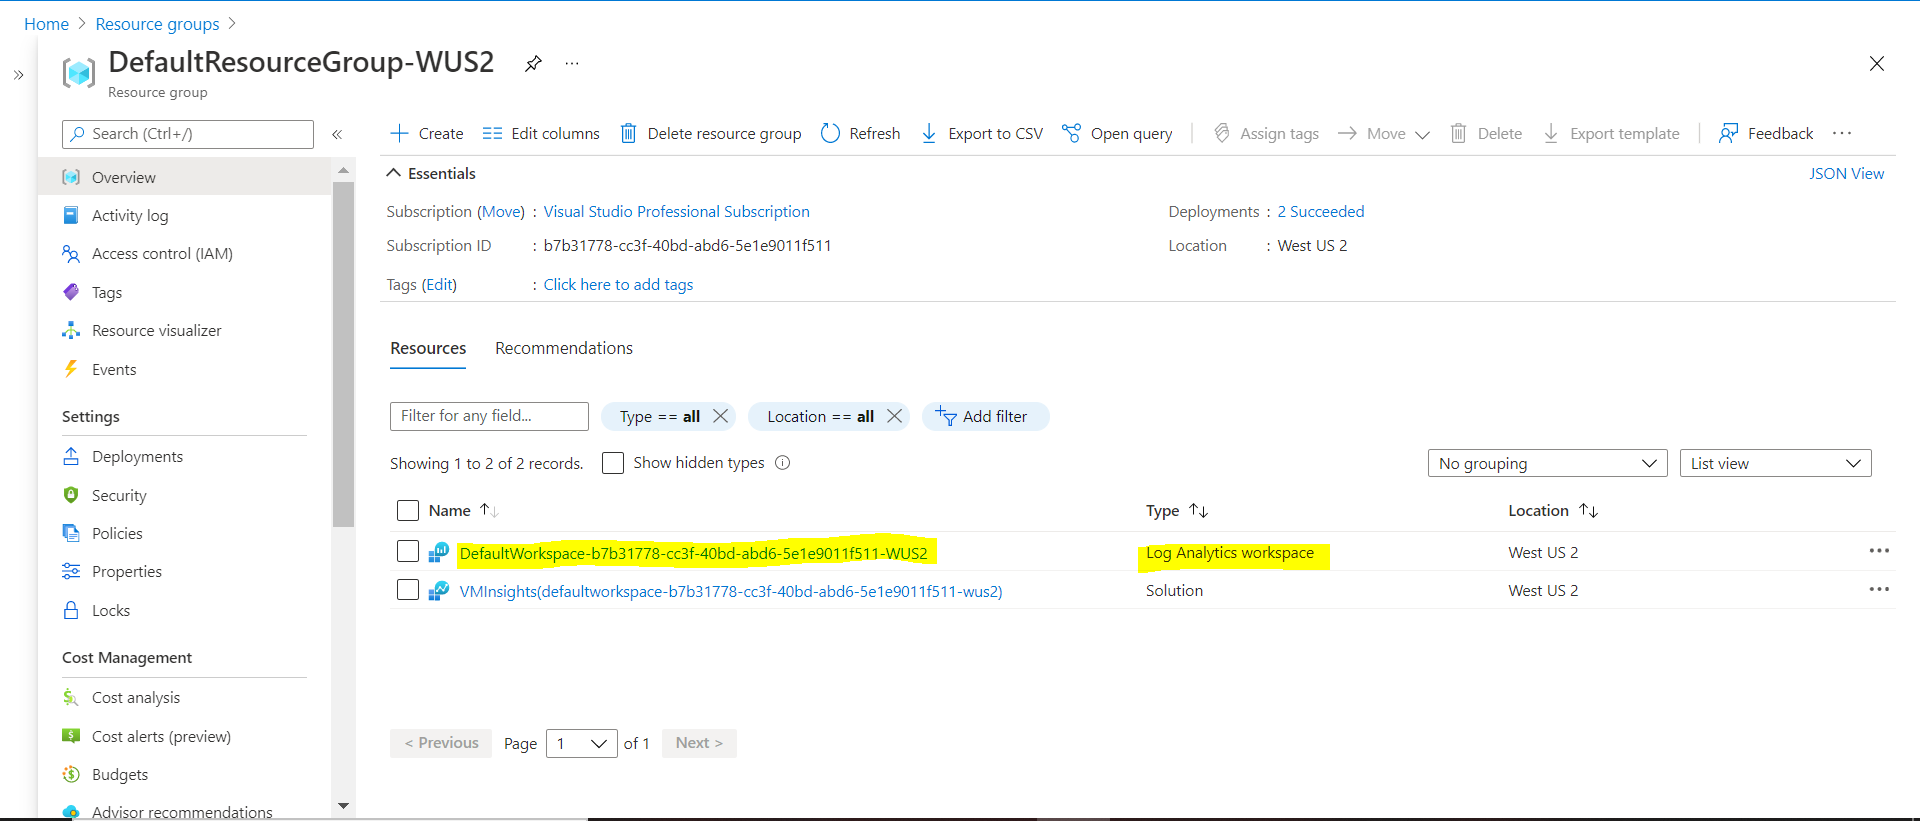 Home > Resource groups >
DefaultResourceGroup-WUS2
Resource group
Search (Ctrl+/)
Overview
Activity log
Access control (IAM)
Tags
Resource visualizer
Events
Settings
Deployments
Security
Policies
Properties
Locks
Cost Management
Cost analysis
Cost alerts (preview)
Budgets
Advisor recommendations
Create Edit columns Delete resource group Refresh Export to CSV Open query Assign tags Move Delete Export template Feedback
Essentials
JSON View
Subscription (Move) : Visual Studio Professional Subscription
Subscription ID : b7b31778-cc3f-40bd-abd6-5e1e9011f511
Tags (Edit) : Click here to add tags
Deployments : 2 Succeeded
Location : West US 2
Resources Recommendations
Filter for any field... Type == all Location == all Add filter
Showing 1 to 2 of 2 records. Show hidden types No grouping List view
Name Type Location
DefaultWorkspace-b7b31778-cc3f-40bd-abd6-5e1e9011f511-WUS2 Log Analytics workspace West US 2
VMInsights(defaultworkspace-b7b31778-cc3f-40bd-abd6-5e1e9011f511-wus2) Solution West US 2
< Previous Page 1 of 1 Next >